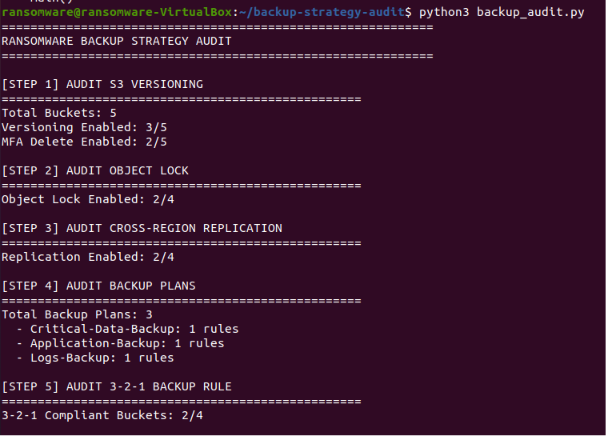 main()
ransomware@ransomware-VirtualBox:~/backup-strategy-audit$ python3 backup_audit.py
============================================================
RANSOMWARE BACKUP STRATEGY AUDIT
============================================================
[STEP 1] AUDIT S3 VERSIONING
==================================================
Total Buckets: 5
Versioning Enabled: 3/5
MFA Delete Enabled: 2/5
[STEP 2] AUDIT OBJECT LOCK
==================================================
Object Lock Enabled: 2/4
[STEP 3] AUDIT CROSS-REGION REPLICATION
==================================================
Replication Enabled: 2/4
[STEP 4] AUDIT BACKUP PLANS
==================================================
Total Backup Plans: 3
  - Critical-Data-Backup: 1 rules
  - Application-Backup: 1 rules
  - Logs-Backup: 1 rules
[STEP 5] AUDIT 3-2-1 BACKUP RULE
==================================================
3-2-1 Compliant Buckets: 2/4